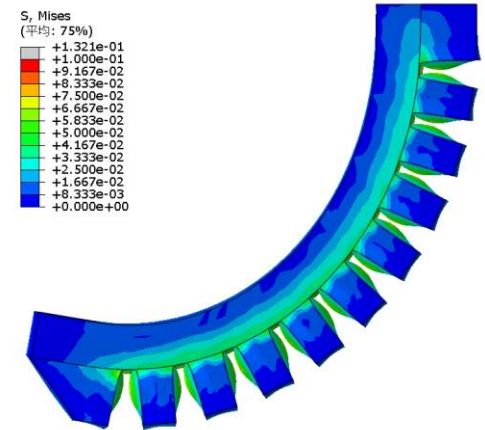 S, Mises
(平均: 75%)
+1.321e-01
+1.000e-01
+9.167e-02
+8.333e-02
+7.500e-02
+6.667e-02
+5.833e-02
+5.000e-02
+4.167e-02
+3.333e-02
+2.500e-02
+1.667e-02
+8.333e-03
+0.000e+00